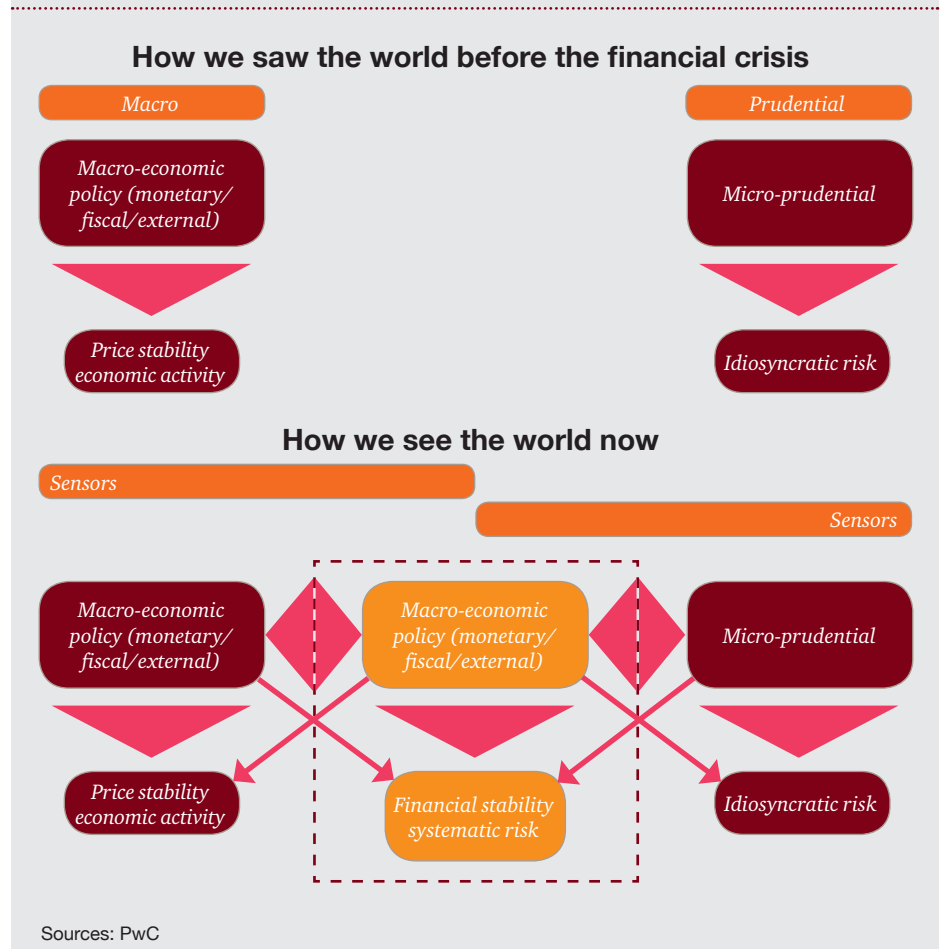 How we saw the world before the financial crisis
Macro
Prudential
Macro-economic
policy (monetary/
fiscal/external)
Micro-prudential
Price stability
economic activity
Idiosyncratic risk
How we see the world now
Sensors
Sensors
Macro-economic
policy (monetary/
fiscal/external)
Macro-economic
policy (monetary/
fiscal/external)
Micro-prudential
Price stability
economic activity
Financial stability
systematic risk
Idiosyncratic risk
Sources: PwC